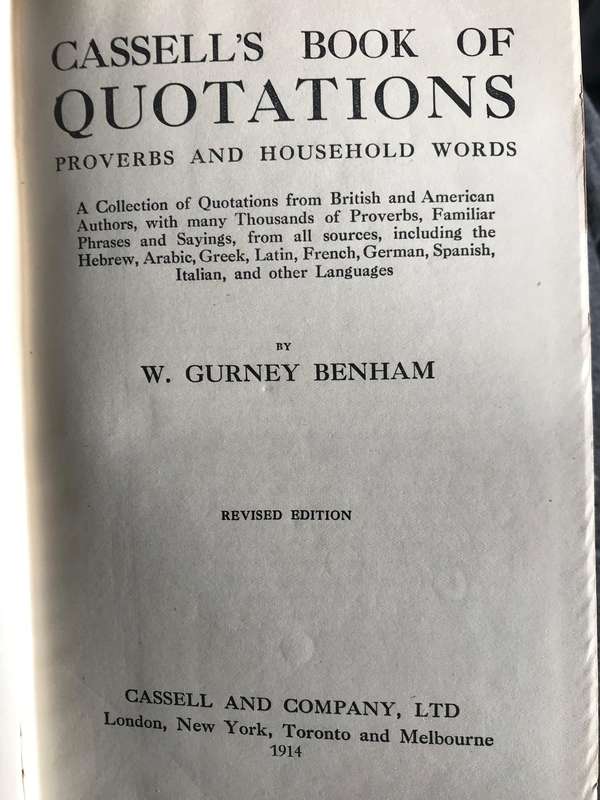 CASSELL'S BOOK OF
QUOTATIONS
PROVERBS AND HOUSEHOLD WORDS
A Collection of Quotations from British and American
Authors, with many Thousands of Proverbs, Familiar
Phrases and Sayings, from all sources, including the
Hebrew, Arabic, Greek, Latin, French, German, Spanish,
Italian, and other Languages
BY
W. GURNEY BENHAM
REVISED EDITION
CASSELL AND COMPANY, LTD
London, New York, Toronto and Melbourne
1914